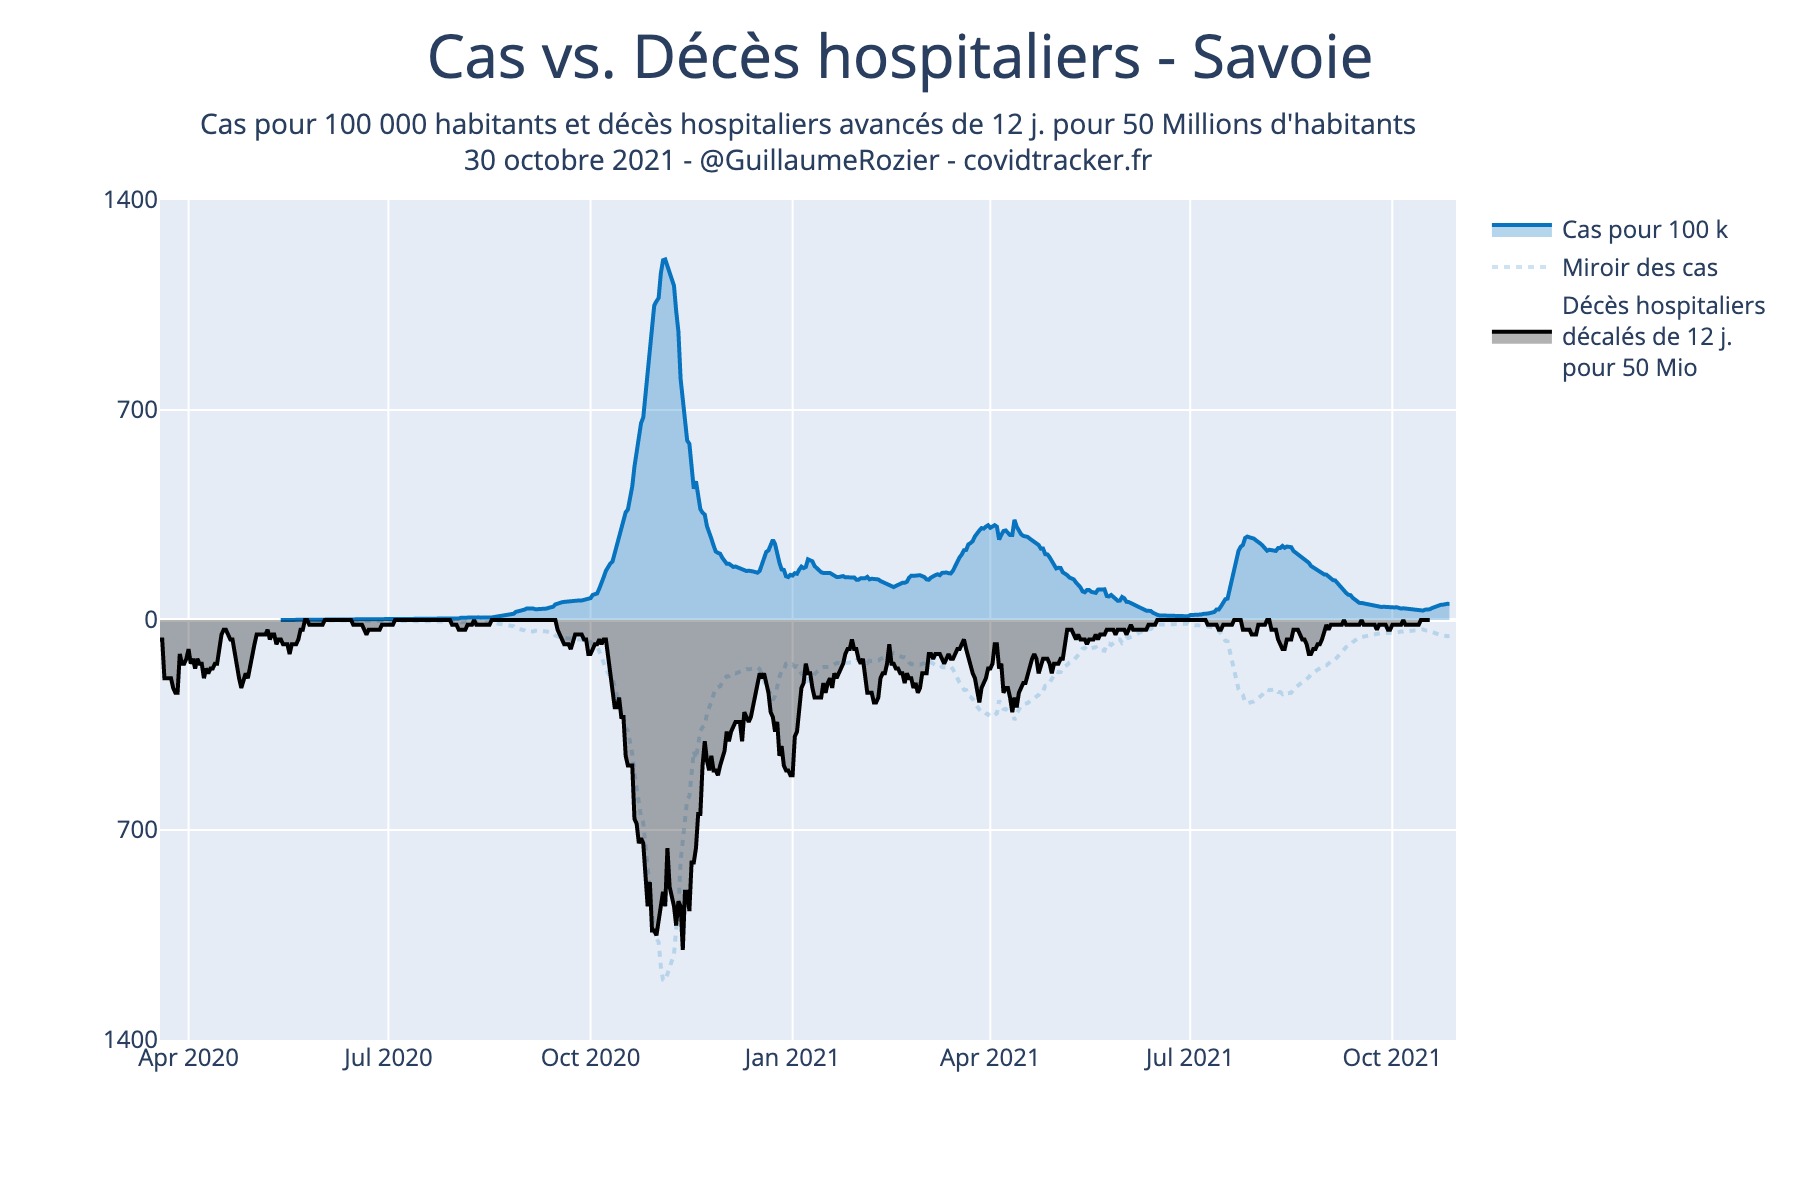 Cas vs. Décès hospitaliers - Savoie
Cas pour 100 000 habitants et décès hospitaliers avancés de 12 j. pour 50 Millions d'habitants
30 octobre 2021 - @GuillaumeRozier - covidtracker.fr
1400
700
0
700
1400
Apr 2020
Jul 2020
Oct 2020
Jan 2021
Apr 2021
Jul 2021
Oct 2021
Cas pour 100 k
Miroir des cas
Décès hospitaliers
décalés de 12 j.
pour 50 Mio